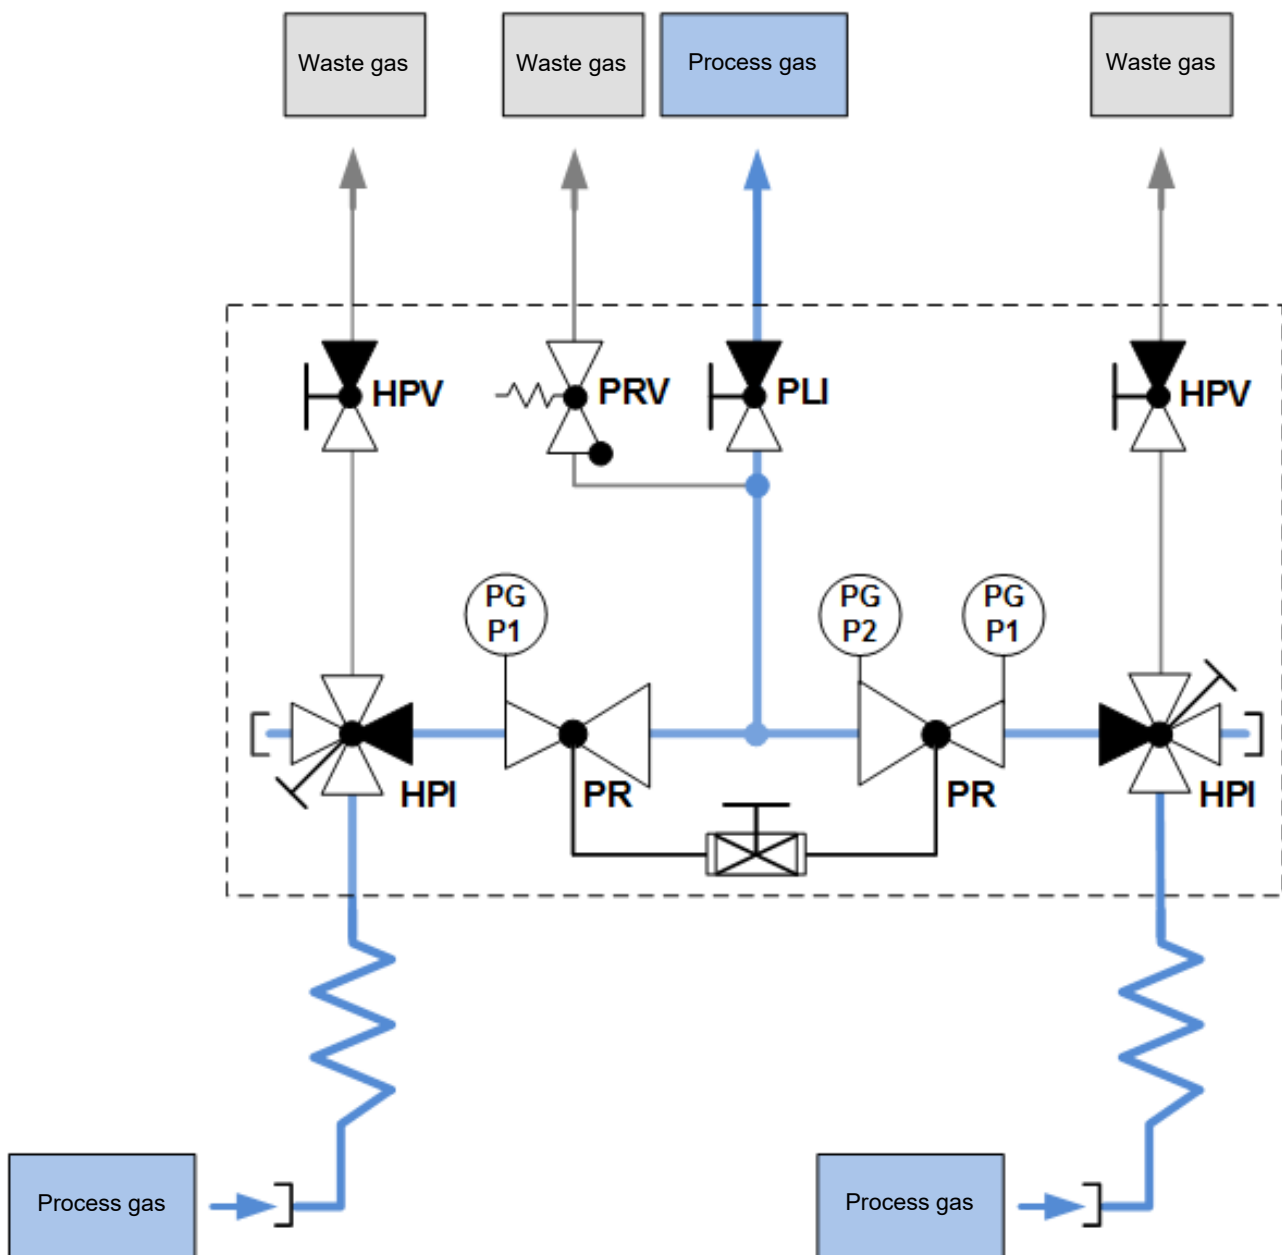 Waste gas
Waste gas
Process gas
Waste gas
HPV
PRV
PLI
HPV
PG
P1
PG
P2
PG
P1
HPI
PR
PR
HPI
Process gas
Process gas